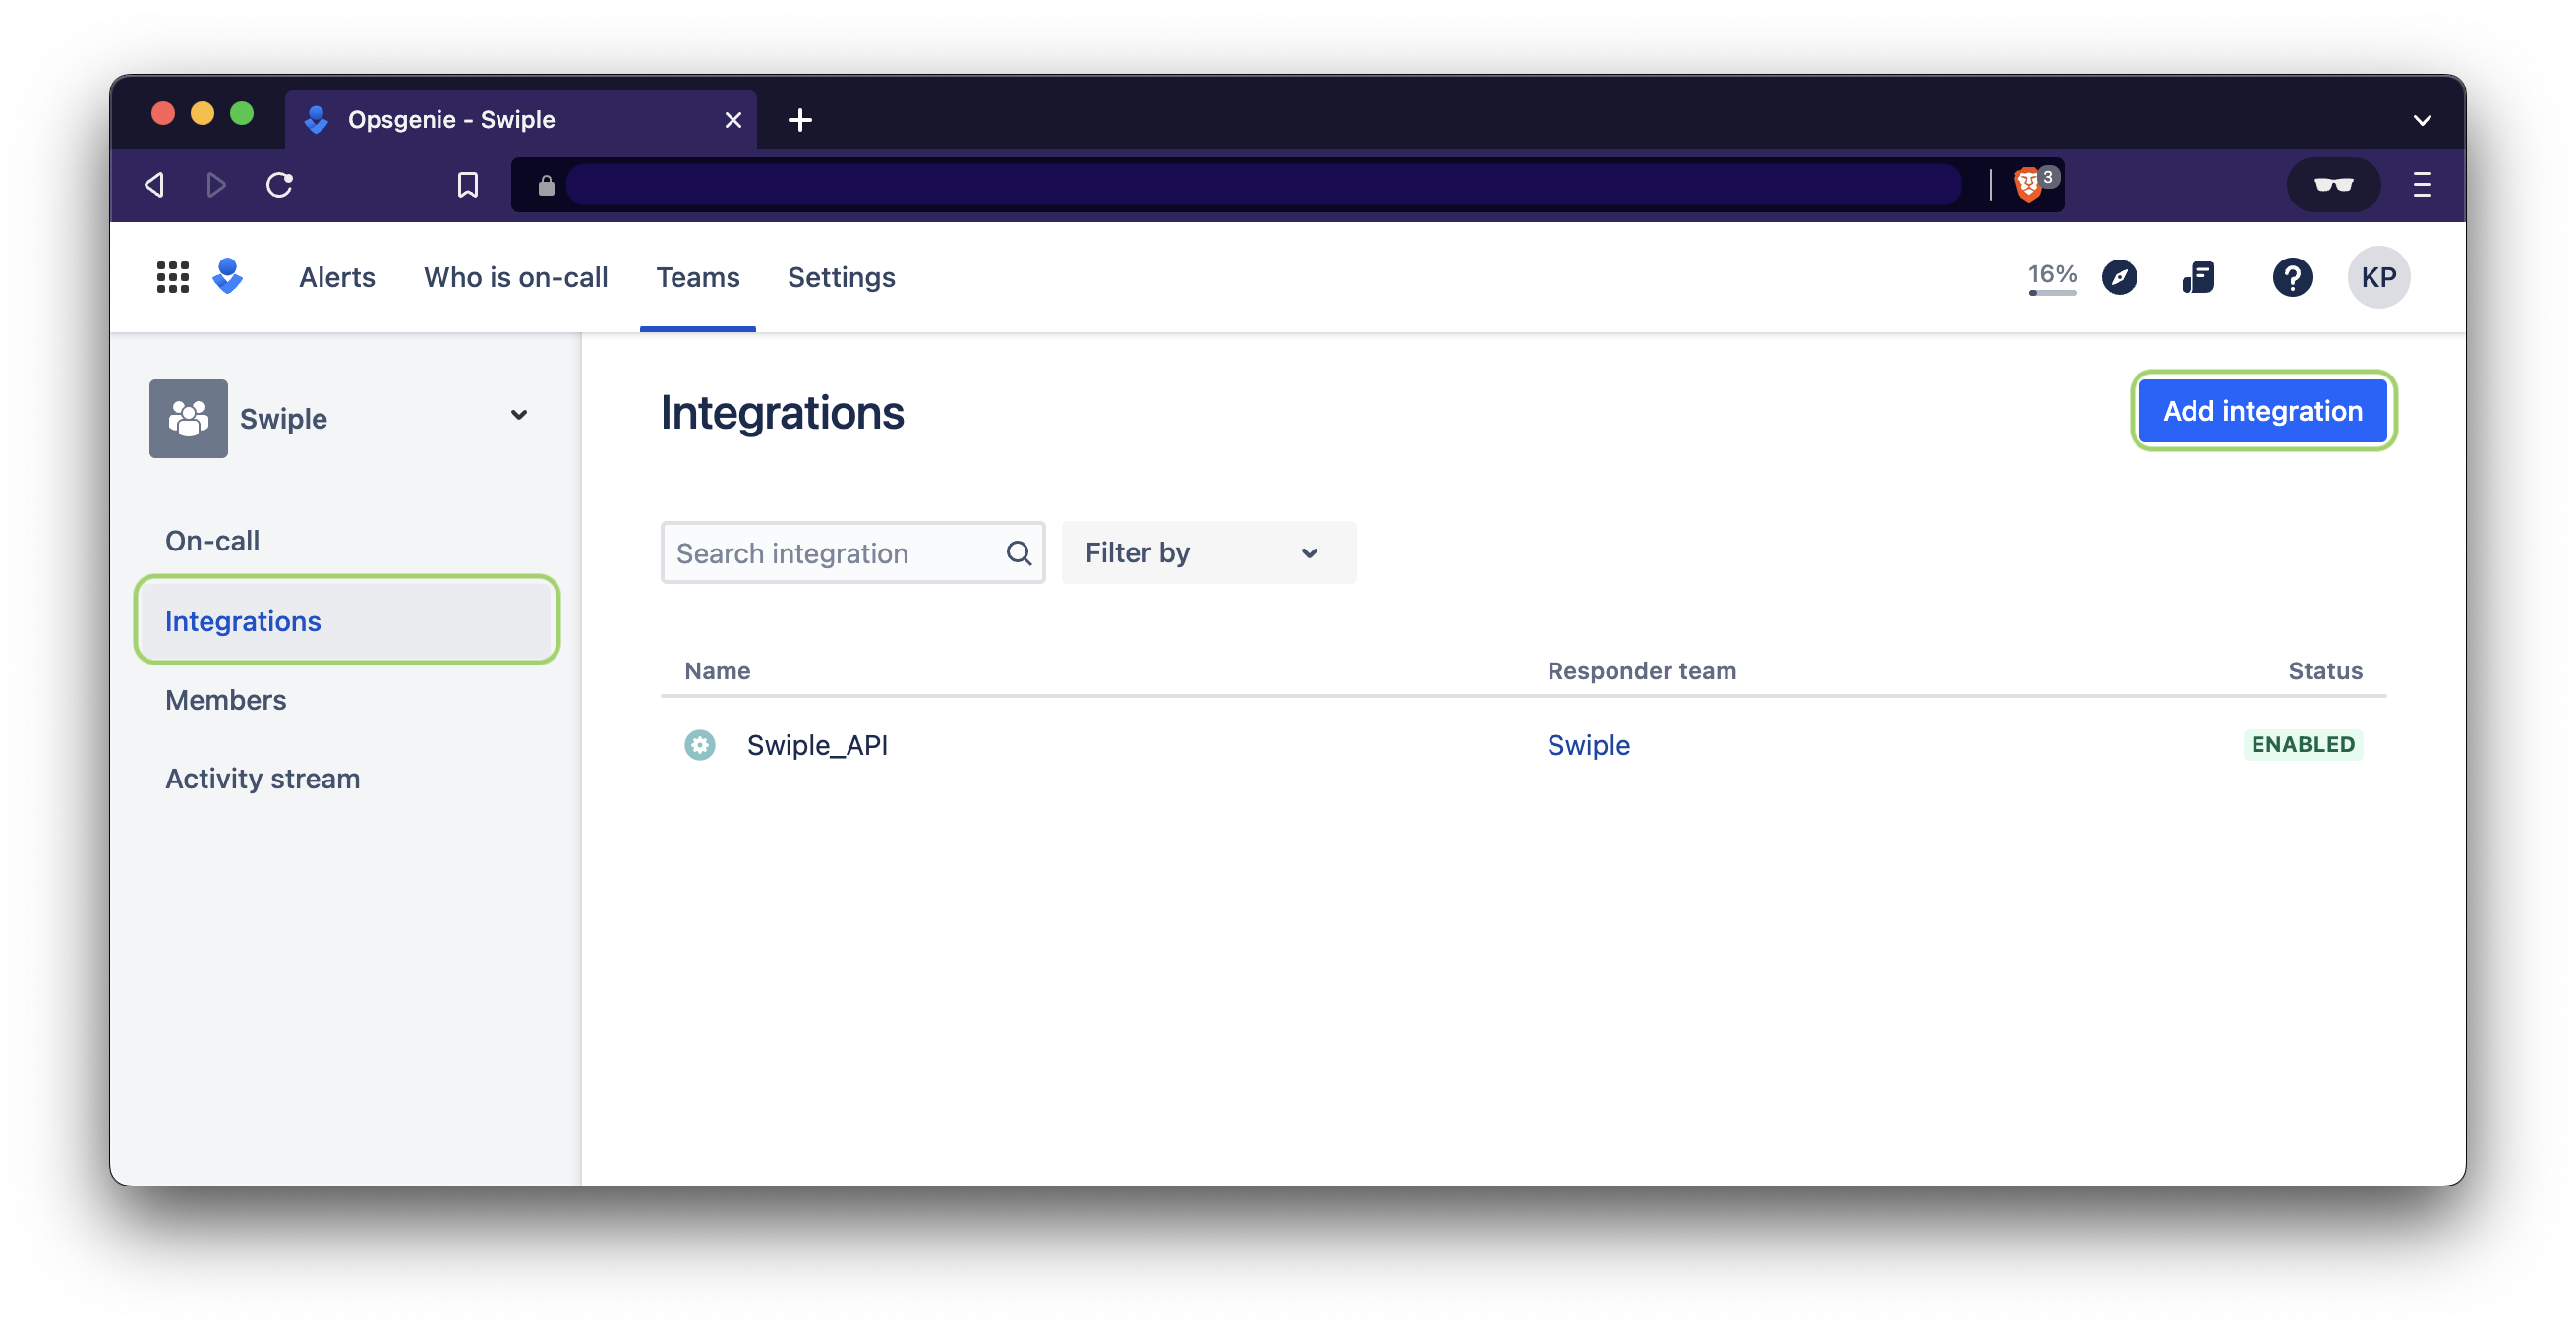 Opsgenie - Swiple
3
Alerts Who is on-call Teams Settings
16%
KP
Swiple
On-call
Integrations
Members
Activity stream
Integrations
Add integration
Search integration
Filter by
Name Responder team Status
Swiple_API Swiple ENABLED